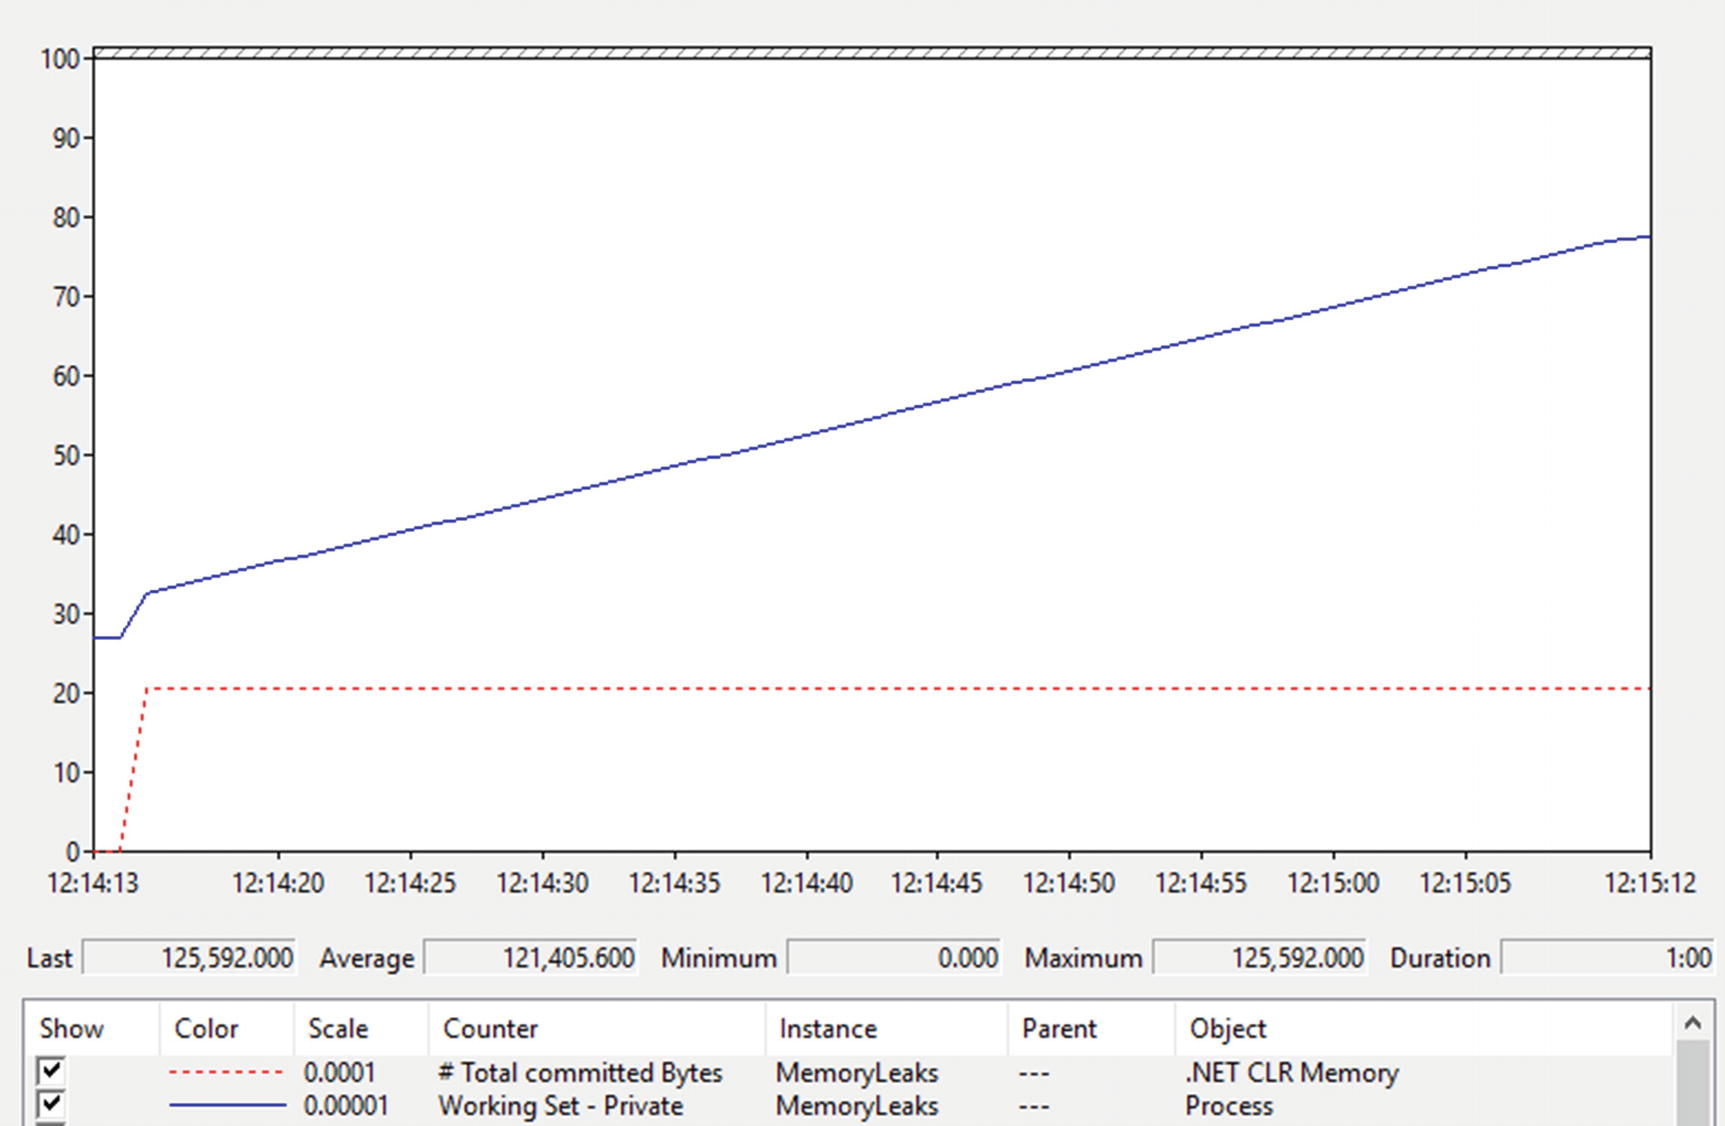 100
90
80
70
60
50
40
30
20
10
0
12:14:13 12:14:20 12:14:25 12:14:30 12:14:35 12:14:40 12:14:45 12:14:50 12:14:55 12:15:00 12:15:05 12:15:12
Last 125,592.000 Average 121,405.600 Minimum 0.000 Maximum 125,592.000 Duration 1:00
Show Color Scale Counter Instance Parent Object
0.0001 # Total committed Bytes MemoryLeaks --- .NET CLR Memory
0.00001 Working Set - Private MemoryLeaks --- Process